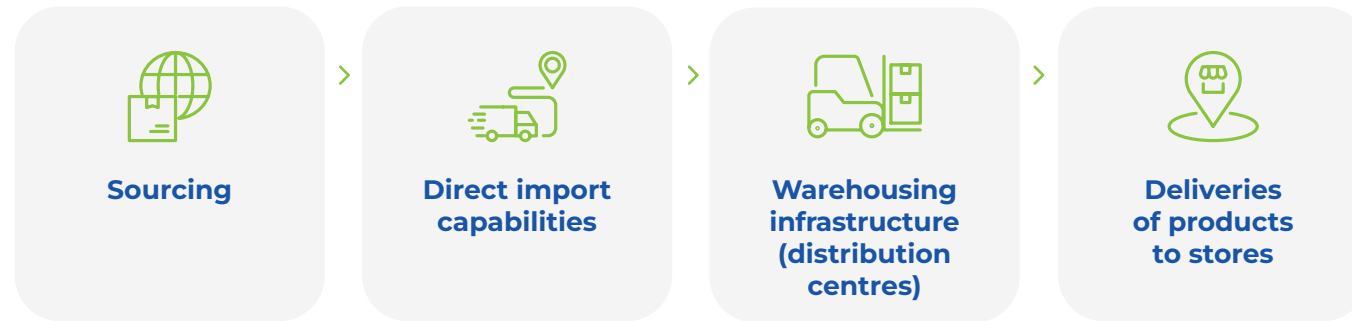 Sourcing
Direct import
capabilities
Warehousing
infrastructure
(distribution
centres)
Deliveries
of products
to stores